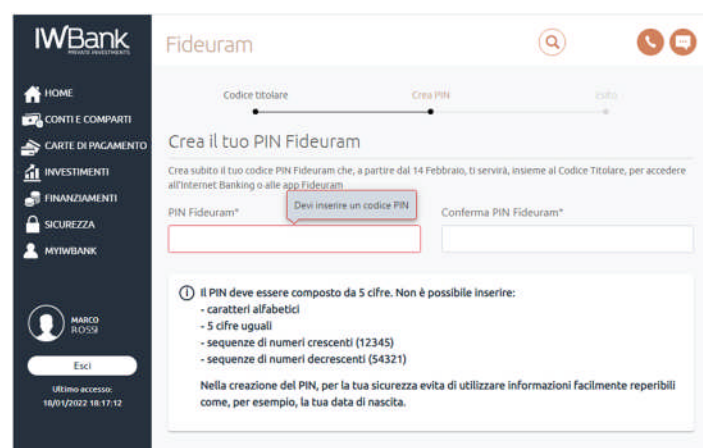 IWBank
PRIVATE INVESTMENTS
Fideuram
HOME
CONTI E COMPARTI
CARTE DI PAGAMENTO
INVESTIMENTI
FINANZIAMENTI
SICUREZZA
MYIWBANK
MARCO
ROSSI
Esci
Ultimo accesso:
18/01/2022 18:17:12
Codice titolare
Crea PIN
Esito
Crea il tuo PIN Fideuram
Crea subito il tuo codice PIN Fideuram che, a partire dal 14 Febbraio, ti servirà, insieme al Codice Titolare, per accedere
all'Internet Banking o alle app Fideuram
Devi inserire un codice PIN
PIN Fideuram*
Conferma PIN Fideuram*
Il PIN deve essere composto da 5 cifre. Non è possibile inserire:
- caratteri alfabetici
- 5 cifre uguali
- sequenze di numeri crescenti (12345)
- sequenze di numeri decrescenti (54321)
Nella creazione del PIN, per la tua sicurezza evita di utilizzare informazioni facilmente reperibili
come, per esempio, la tua data di nascita.